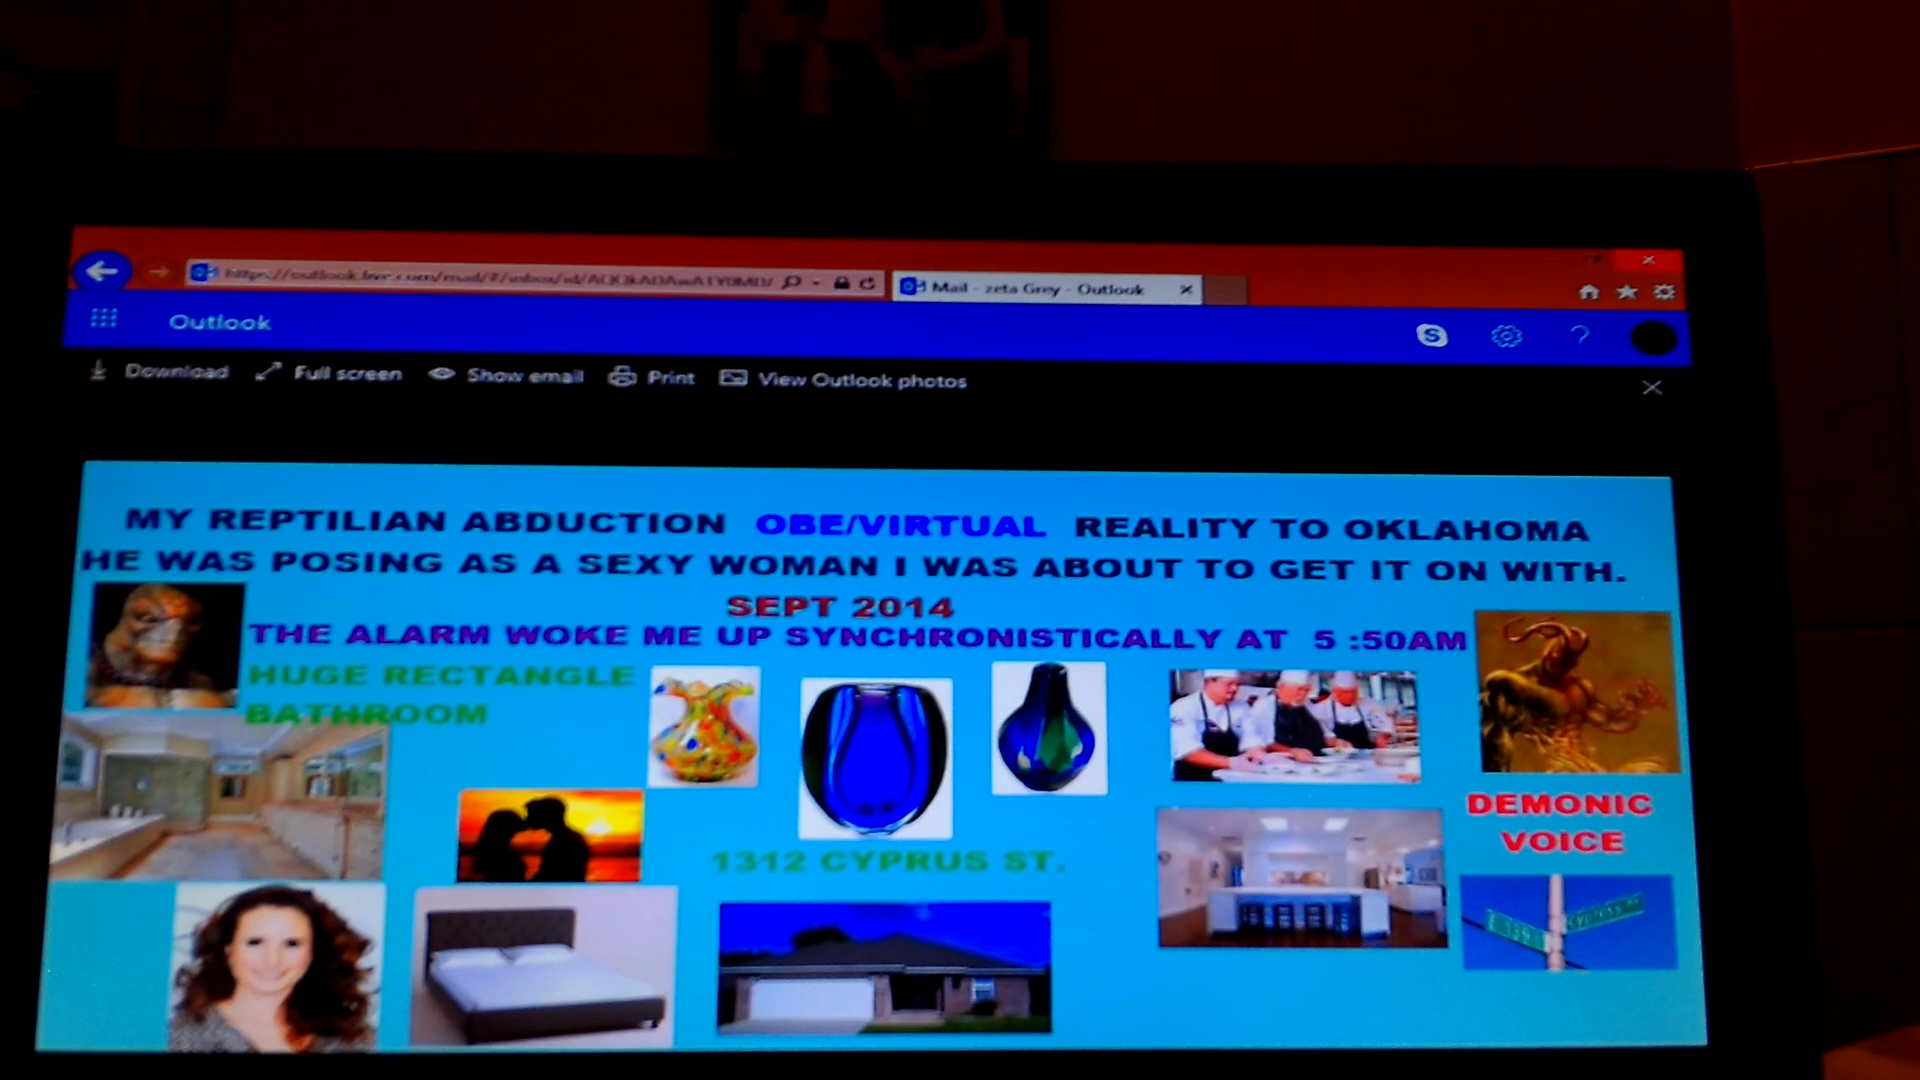 Mail - zeta Grey - Outlook
Outlook
Download Full screen Show email Print View Outlook photos
MY REPTILIAN ABDUCTION OBE/VIRTUAL REALITY TO OKLAHOMA
HE WAS POSING AS A SEXY WOMAN I WAS ABOUT TO GET IT ON WITH.
SEPT 2014
THE ALARM WOKE ME UP SYNCHRONISTICALLY AT 5 :50AM
HUGE RECTANGLE
BATHROOM
1312 CYPRUS ST.
DEMONIC
VOICE